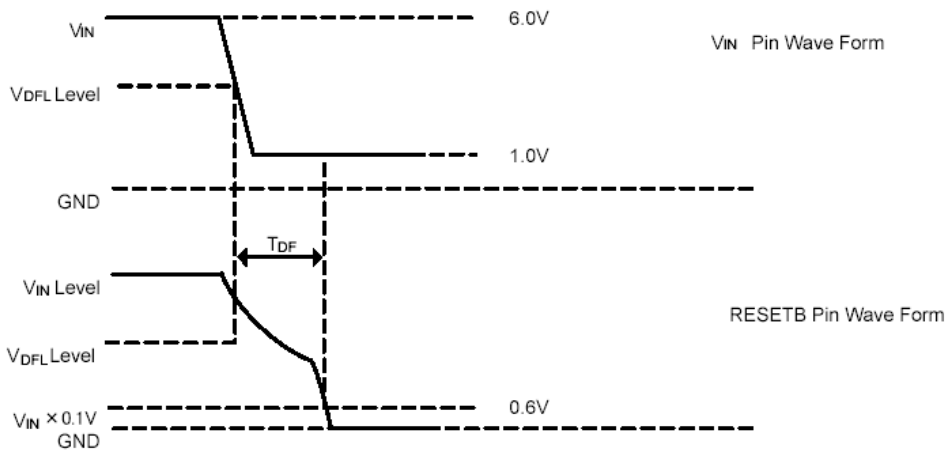 VIN
6.0V
VIN Pin Wave Form
VDFL Level
1.0V
GND
TDF
VIN Level
RESETB Pin Wave Form
VDFL Level
VIN × 0.1V
0.6V
GND